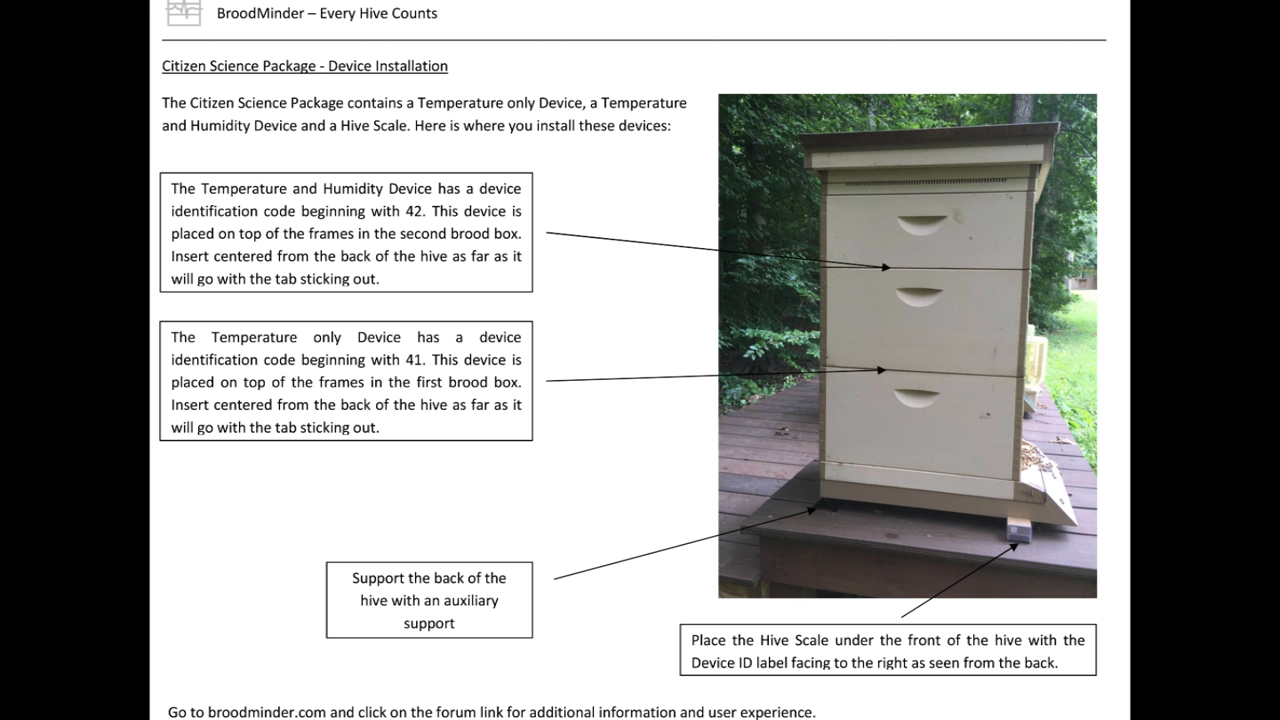 BroodMinder – Every Hive Counts
Citizen Science Package - Device Installation
The Citizen Science Package contains a Temperature only Device, a Temperature
and Humidity Device and a Hive Scale. Here is where you install these devices:
The Temperature and Humidity Device has a device
identification code beginning with 42. This device is
placed on top of the frames in the second brood box.
Insert centered from the back of the hive as far as it
will go with the tab sticking out.
The Temperature only Device has a device
identification code beginning with 41. This device is
placed on top of the frames in the first brood box.
Insert centered from the back of the hive as far as it
will go with the tab sticking out.
Support the back of the
hive with an auxiliary
support
Place the Hive Scale under the front of the hive with the
Device ID label facing to the right as seen from the back.
Go to broodminder.com and click on the forum link for additional information and user experience.